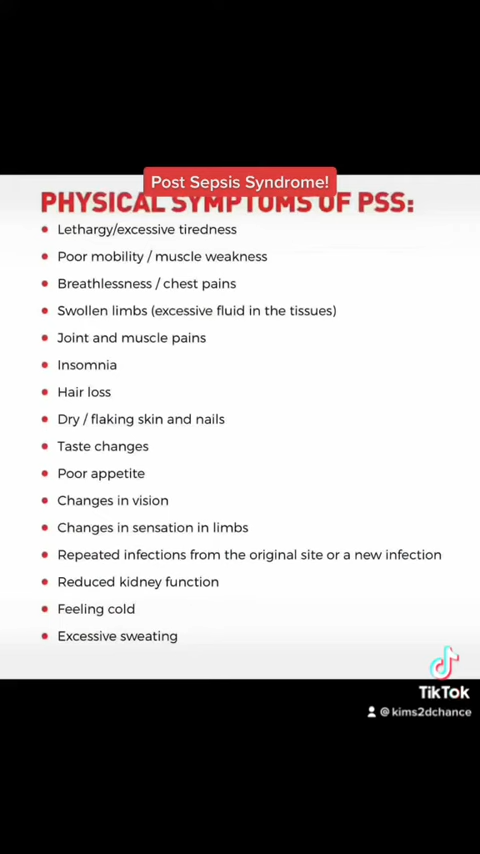 Post Sepsis Syndrome!
PHYSICAL SYMPTOMS OF PSS:
Lethargy/excessive tiredness
Poor mobility / muscle weakness
Breathlessness / chest pains
Swollen limbs (excessive fluid in the tissues)
Joint and muscle pains
Insomnia
Hair loss
Dry / flaking skin and nails
Taste changes
Poor appetite
Changes in vision
Changes in sensation in limbs
Repeated infections from the original site or a new infection
Reduced kidney function
Feeling cold
Excessive sweating
TikTok
@kims2dchance